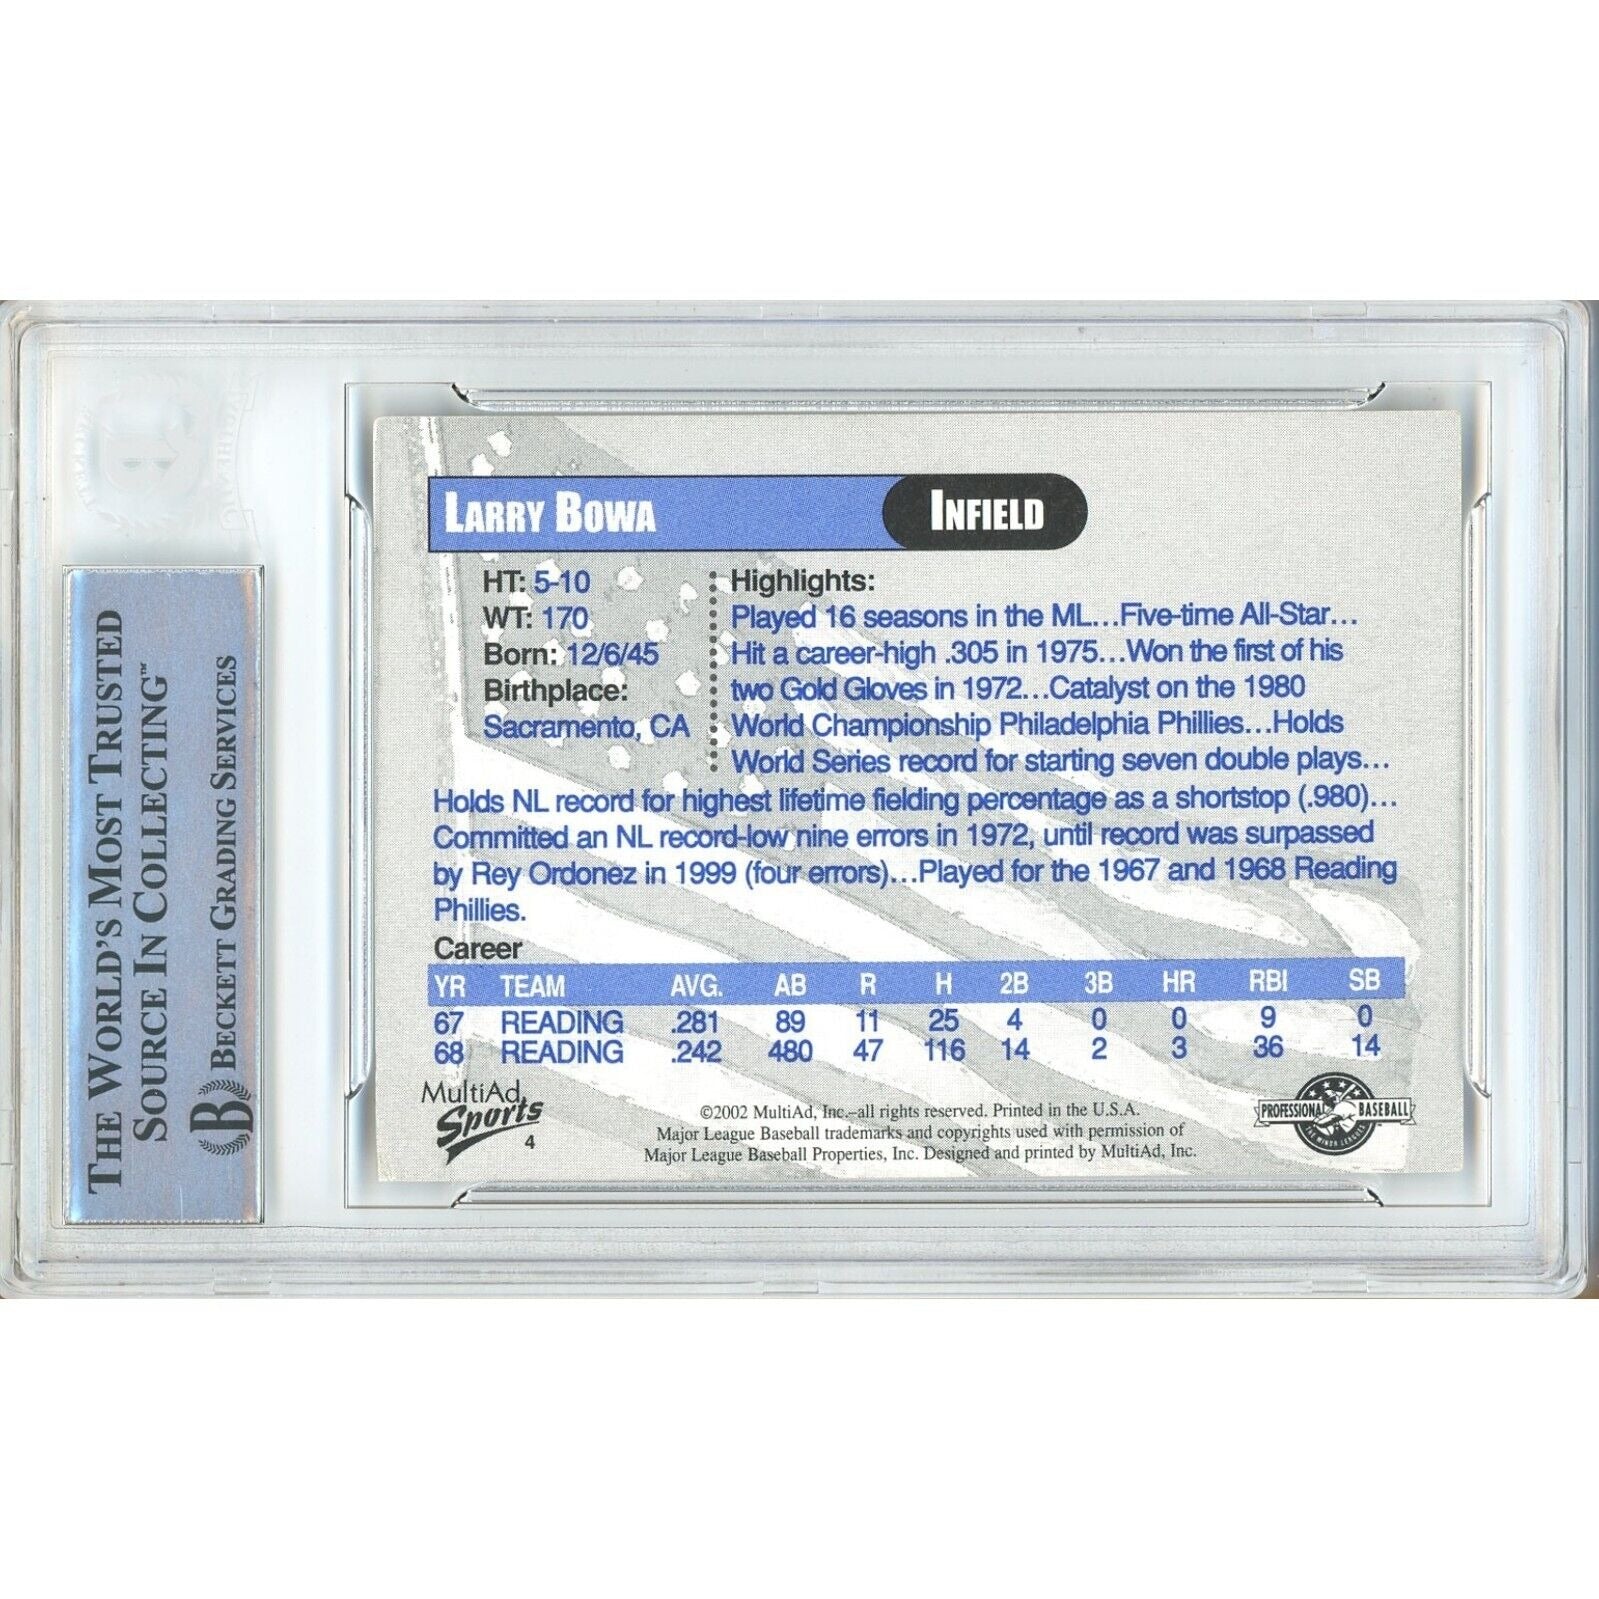 THE WORLD'S MOST TRUSTED
SOURCE IN COLLECTING™
B BECKETT GRADING SERVICES
LARRY BOWA INFIELD
HT: 5-10
WT: 170
Born: 12/6/45
Birthplace:
Sacramento, CA
Highlights:
Played 16 seasons in the ML...Five-time All-Star...
Hit a career-high .305 in 1975...Won the first of his
two Gold Gloves in 1972...Catalyst on the 1980
World Championship Philadelphia Phillies...Holds
World Series record for starting seven double plays...
Holds NL record for highest lifetime fielding percentage as a shortstop (.980)...
Committed an NL record-low nine errors in 1972, until record was surpassed
by Rey Ordonez in 1999 (four errors)...Played for the 1967 and 1968 Reading
Phillies.
Career
YR TEAM AVG. AB R H 2B 3B HR RBI SB
67 READING .281 89 11 25 4 0 0 9 0
68 READING .242 480 47 116 14 2 3 36 14
MultiAd
Sports
4
©2002 MultiAd, Inc.–all rights reserved. Printed in the U.S.A.
Major League Baseball trademarks and copyrights used with permission of
Major League Baseball Properties, Inc. Designed and printed by MultiAd, Inc.
PROFESSIONAL BASEBALL